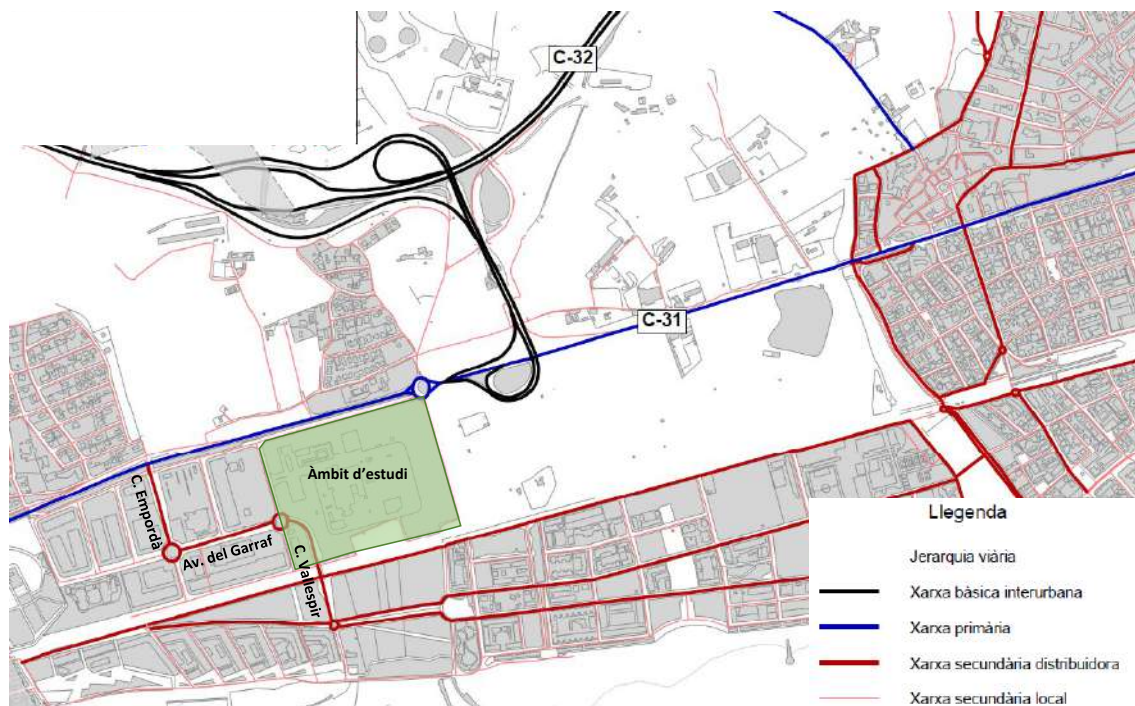 C-32
C-31
Àmbit d'estudi
C. Empordà
Av. del Garraf
C. Vallespir
Llegenda
Jerarquia viària
Xarxa bàsica interurbana
Xarxa primària
Xarxa secundària distribuidora
Xarxa secundària local